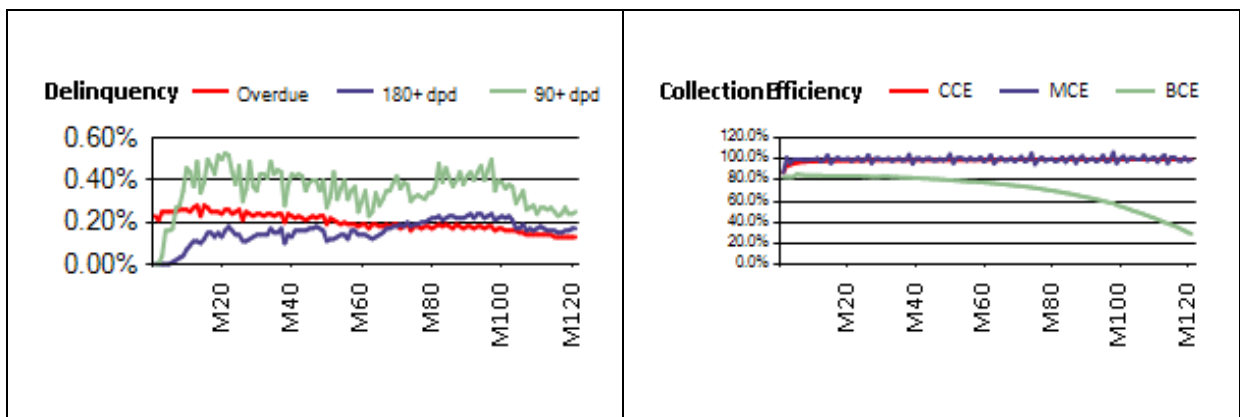 Delinquency Overdue 180+ dpd 90+ dpd
0.60%
0.40%
0.20%
0.00%
M20 M40 M60 M80 M100 M120
CollectionEfficiency CCE MCE BCE
120.0%
100.0%
80.0%
60.0%
40.0%
20.0%
0.0%
M20 M40 M60 M80 M100 M120